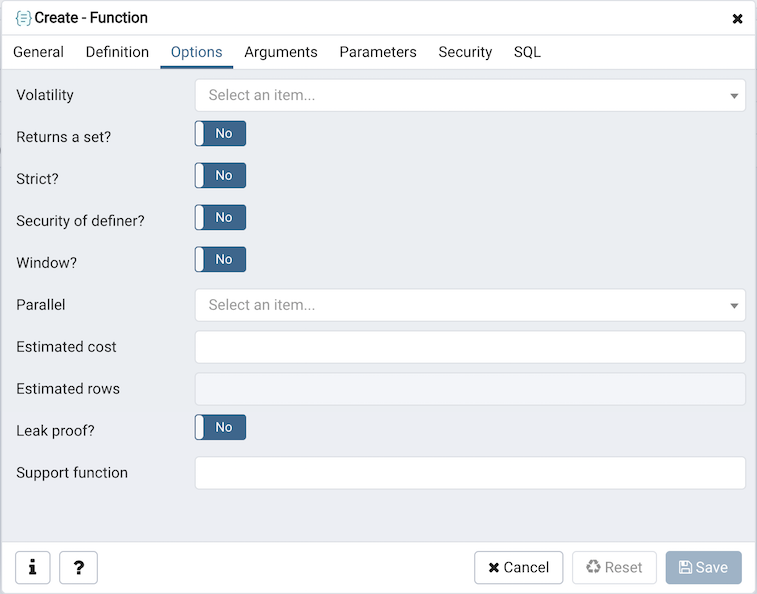 Create - Function
General Definition Options Arguments Parameters Security SQL
Volatility Select an item...
Returns a set? No
Strict? No
Security of definer? No
Window? No
Parallel Select an item...
Estimated cost
Estimated rows
Leak proof? No
Support function
i ? Cancel Reset Save